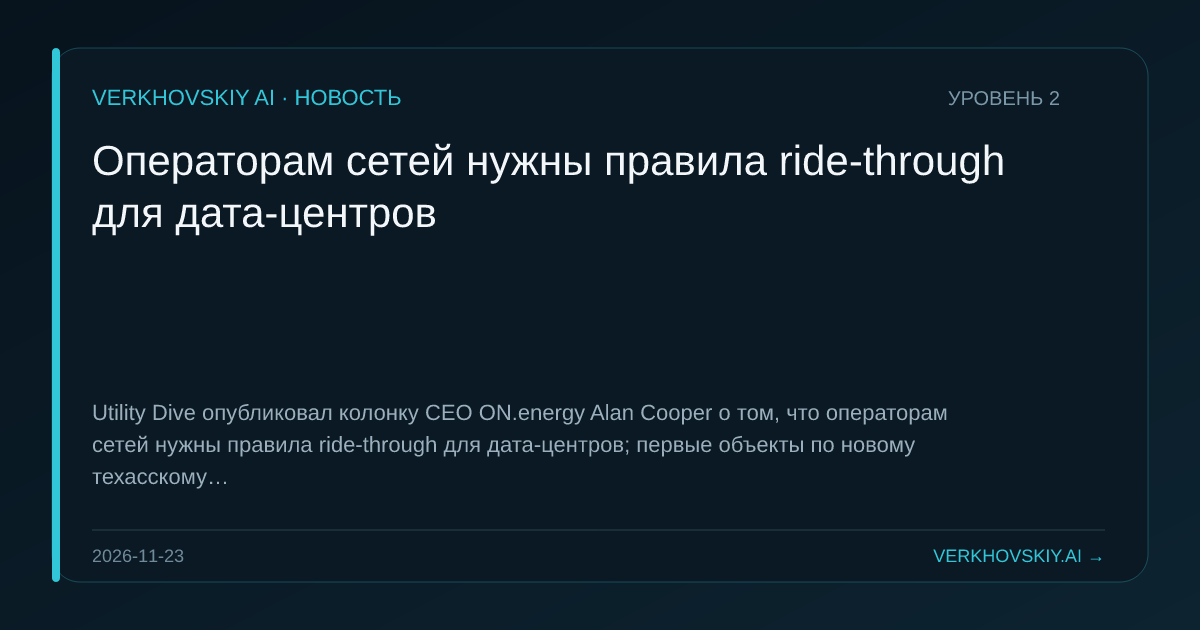 VERKHOVSKIY AI · НОВОСТЬ
УРОВЕНЬ 2
Операторам сетей нужны правила ride-through
для дата-центров
Utility Dive опубликовал колонку CEO ON.energy Alan Cooper о том, что операторам
сетей нужны правила ride-through для дата-центров; первые объекты по новому
техасскому…
2026-11-23
VERKHOVSKIY.AI →